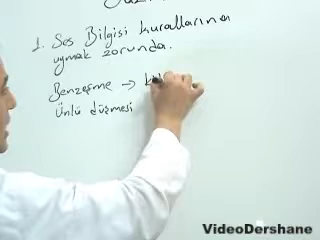 1. Ses Bilgisi kurallarına
uymak zorunda.
Benzeşme →
Ünlü düşmesi
VideoDershane